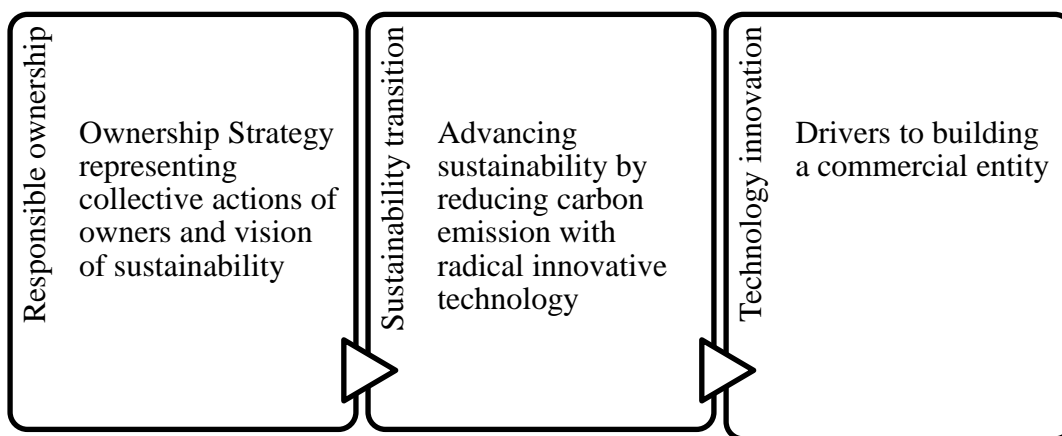 Responsible ownership
Ownership Strategy
representing
collective actions of
owners and vision
of sustainability
Sustainability transition
Advancing
sustainability by
reducing carbon
emission with
radical innovative
technology
Technology innovation
Drivers to building
a commercial entity